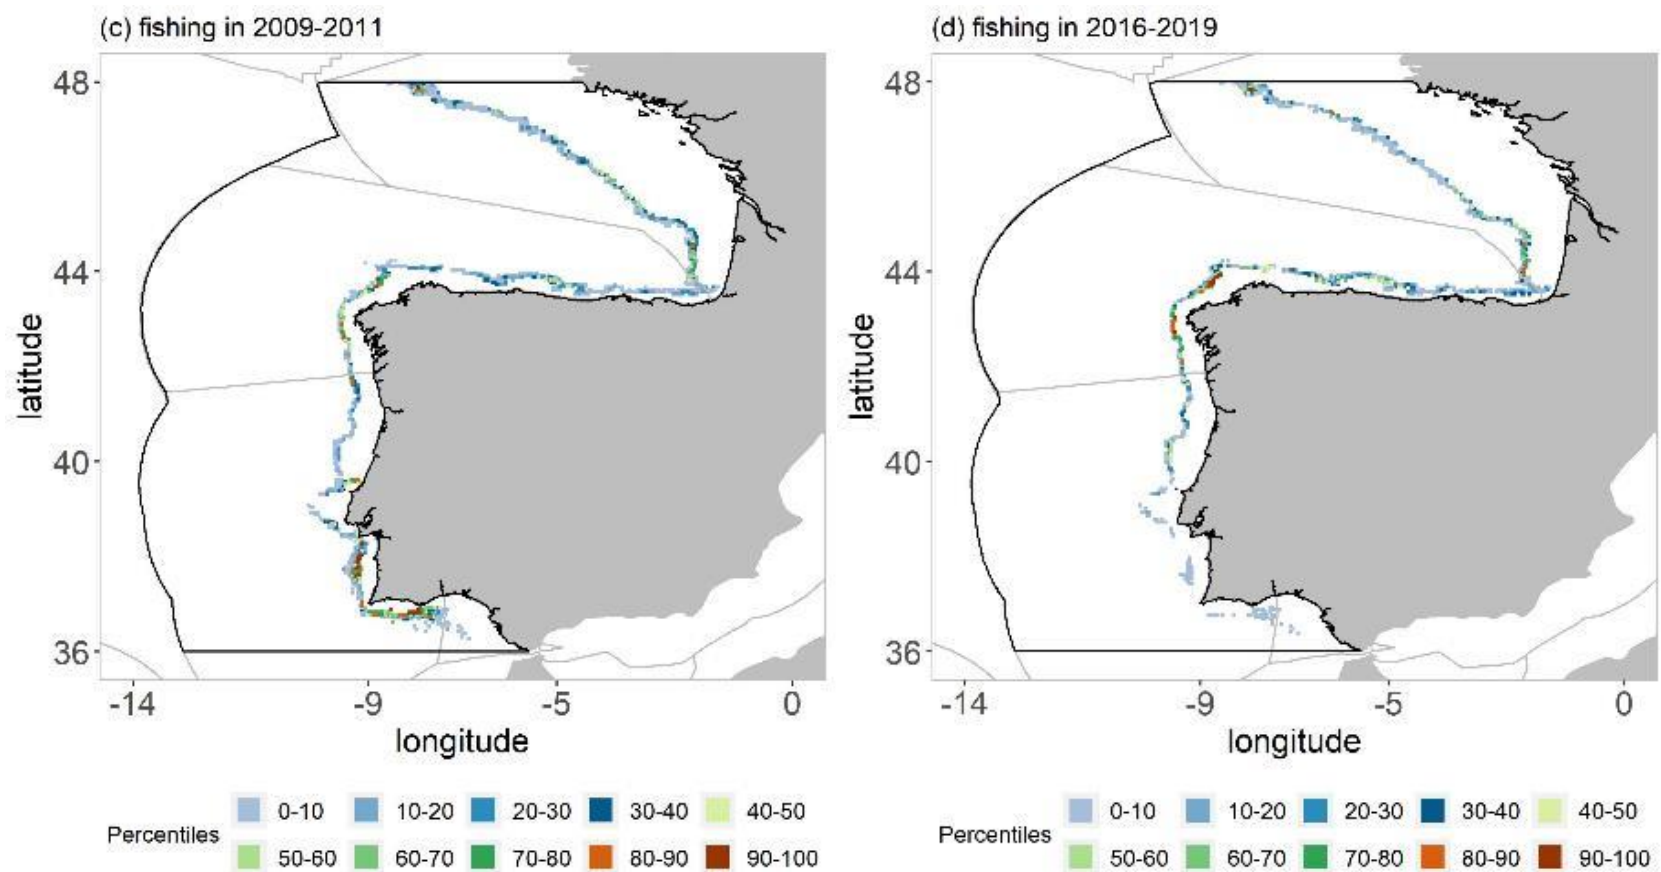 (c) fishing in 2009-2011
48
44
40
36
latitude
-14 -9 -5 0
longitude
Percentiles
0-10 10-20 20-30 30-40 40-50
50-60 60-70 70-80 80-90 90-100
(d) fishing in 2016-2019
48
44
40
36
latitude
-14 -9 -5 0
longitude
Percentiles
0-10 10-20 20-30 30-40 40-50
50-60 60-70 70-80 80-90 90-100